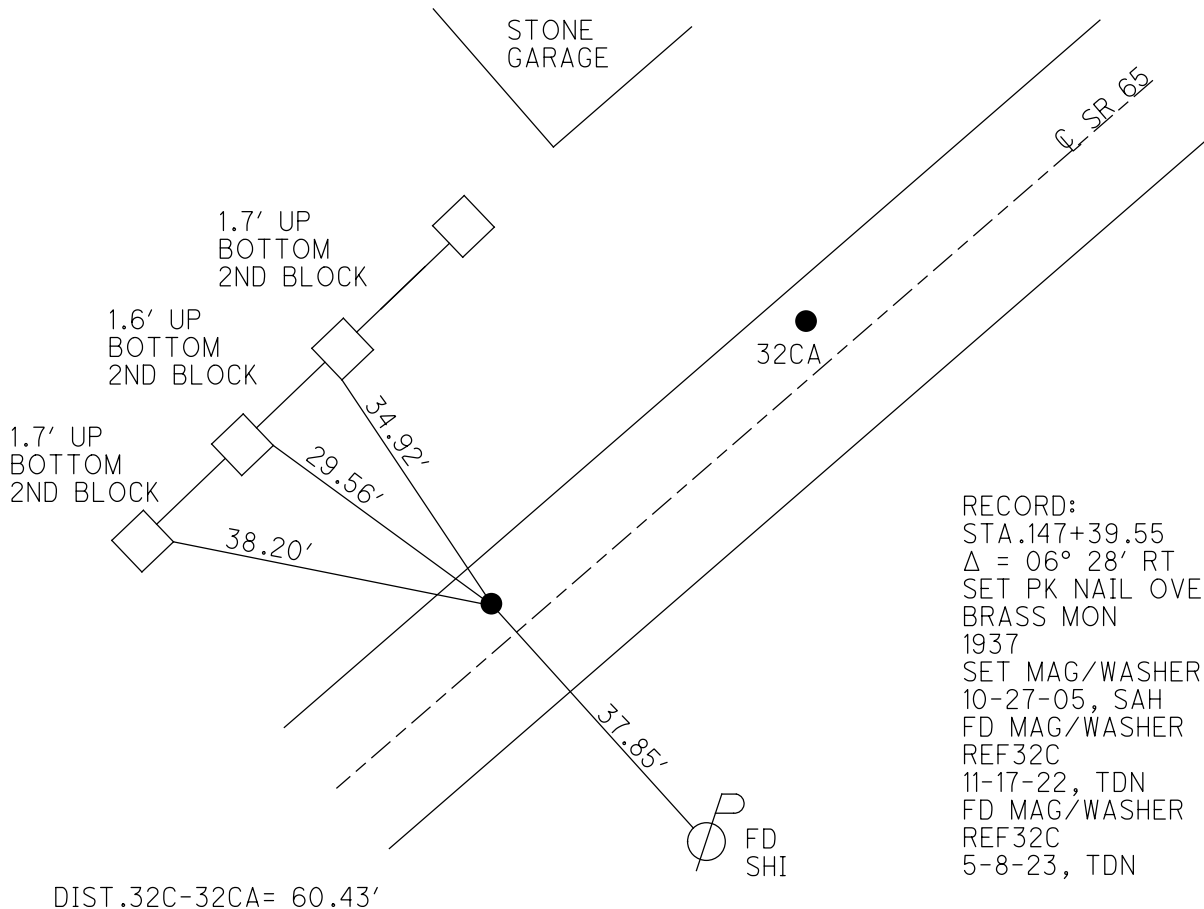 STONE
GARAGE
℄ SR 65
1.7' UP
BOTTOM
2ND BLOCK
1.6' UP
BOTTOM
2ND BLOCK
1.7' UP
BOTTOM
2ND BLOCK
32CA
34.92'
29.56'
38.20'
37.85'
FD
SHI
RECORD:
STA.147+39.55
Δ = 06° 28' RT
SET PK NAIL OVE
BRASS MON
1937
SET MAG/WASHER
10-27-05, SAH
FD MAG/WASHER
REF32C
11-17-22, TDN
FD MAG/WASHER
REF32C
5-8-23, TDN
DIST.32C-32CA= 60.43'